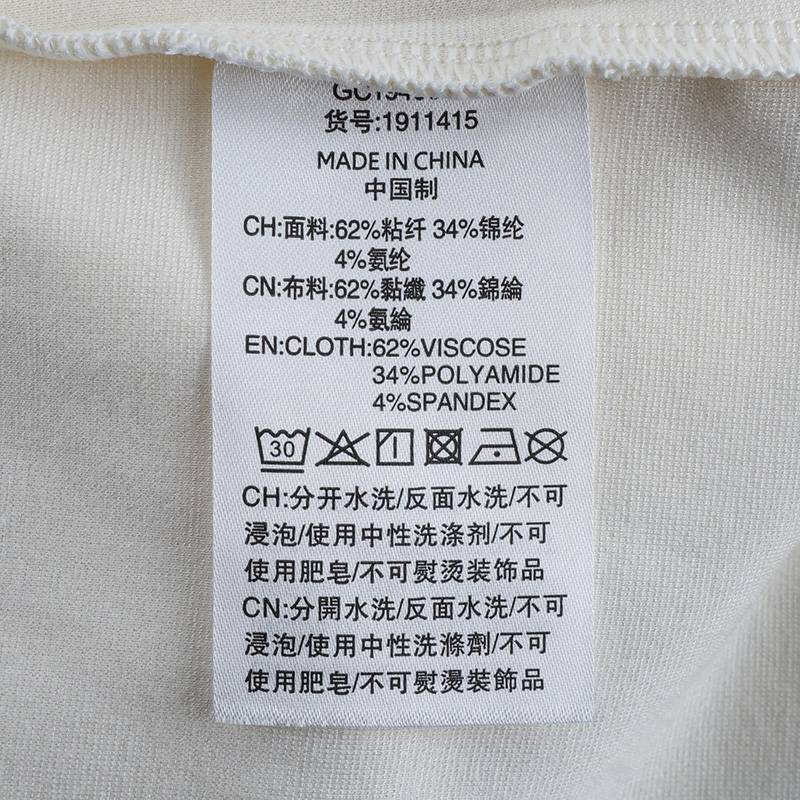 货号:1911415
MADE IN CHINA
中国制
CH:面料:62%粘纤 34%锦纶
4%氨纶
CN:布料:62%黏纖 34%錦綸
4%氨綸
EN:CLOTH:62%VISCOSE
34%POLYAMIDE
4%SPANDEX
30
CH:分开水洗/反面水洗/不可
浸泡/使用中性洗涤剂/不可
使用肥皂/不可熨烫装饰品
CN:分開水洗/反面水洗/不可
浸泡/使用中性洗滌劑/不可
使用肥皂/不可熨燙裝飾品